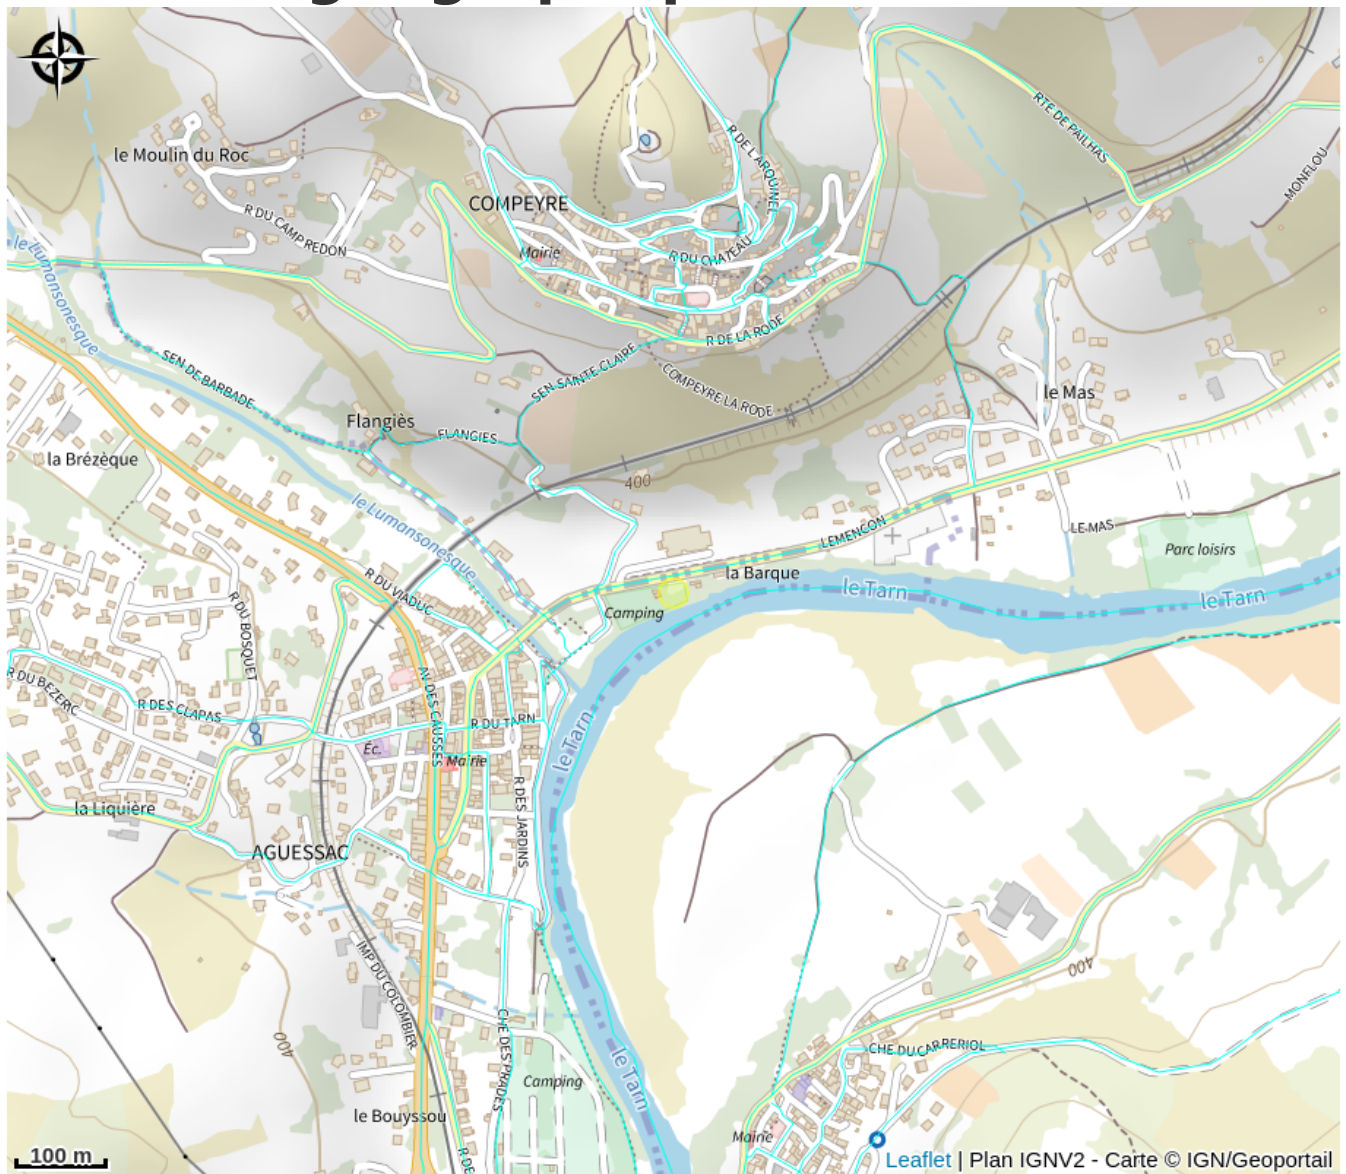 le Moulin du Roc
COMPEYRE
R DE L'ARQUINEL
RTE DE PAILHAS
MONFLOU
R DU CAMP REDON
Mairie
R DU CHATEAU
le Lumansonesque
R DE LA RODE
SEN SAINTE CLAIRE
SEN DE BARBADE
COMPEYRE LA RODE
le Mas
Flangiès
FLANGIES
la Brézèque
400
le Lumansonesque
LEMENCON
LE MAS
Parc loisirs
R DU VIADUC
la Barque
le Tarn
le Tarn
Camping
R DU BOSQUET
R DU BEZERC
R DES CLAPAS
AV DES CAUSSES
R DU TARN
le Tarn
Éc.
Mairie
R DES JARDINS
la Liquière
AGUESSAC
IMP DU COLOMBIER
400
400
CHE DES PRADES
CHE DU CARRERIOL
le Tarn
Camping
le Bouyssou
Mairie
R DE
100 m
Leaflet | Plan IGNV2 - Carte © IGN/Geoportail